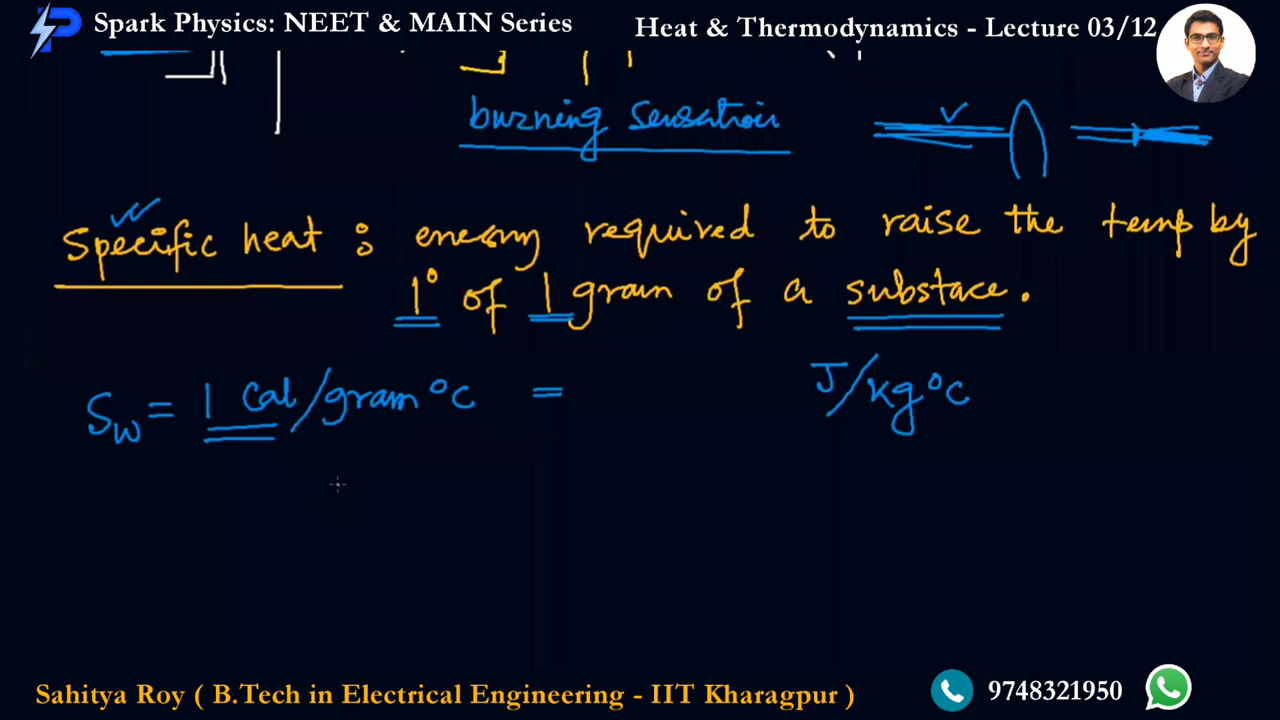 Spark Physics: NEET & MAIN Series
Heat & Thermodynamics - Lecture 03/12
burning sensation
Specific heat : energy required to raise the temp by
1° of 1 gram of a substace.
Sw = 1 Cal/gram °C = J/kg °C
Sahitya Roy ( B.Tech in Electrical Engineering - IIT Kharagpur )
9748321950